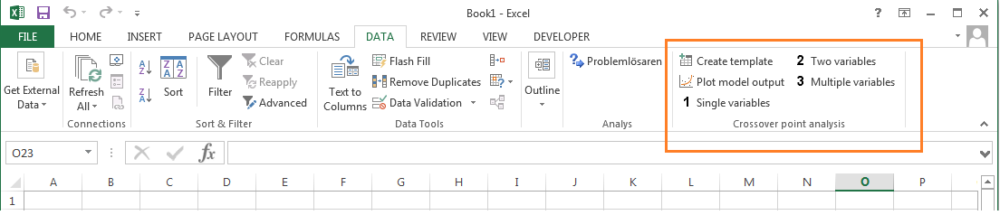 Book1 - Excel
?
FILE HOME INSERT PAGE LAYOUT FORMULAS DATA REVIEW VIEW DEVELOPER
Get External
Data
Refresh
All
Connections
A
Z
Z
A
Z A
A Z
Sort
Filter
Clear
Reapply
Advanced
Sort & Filter
Text to
Columns
Flash Fill
Remove Duplicates
Data Validation
?
Data Tools
Outline
? Problemlösaren
Analys
Create template
Plot model output
1 Single variables
2 Two variables
3 Multiple variables
Crossover point analysis
O23
fx
A B C D E F G H I J K L M N O P
1